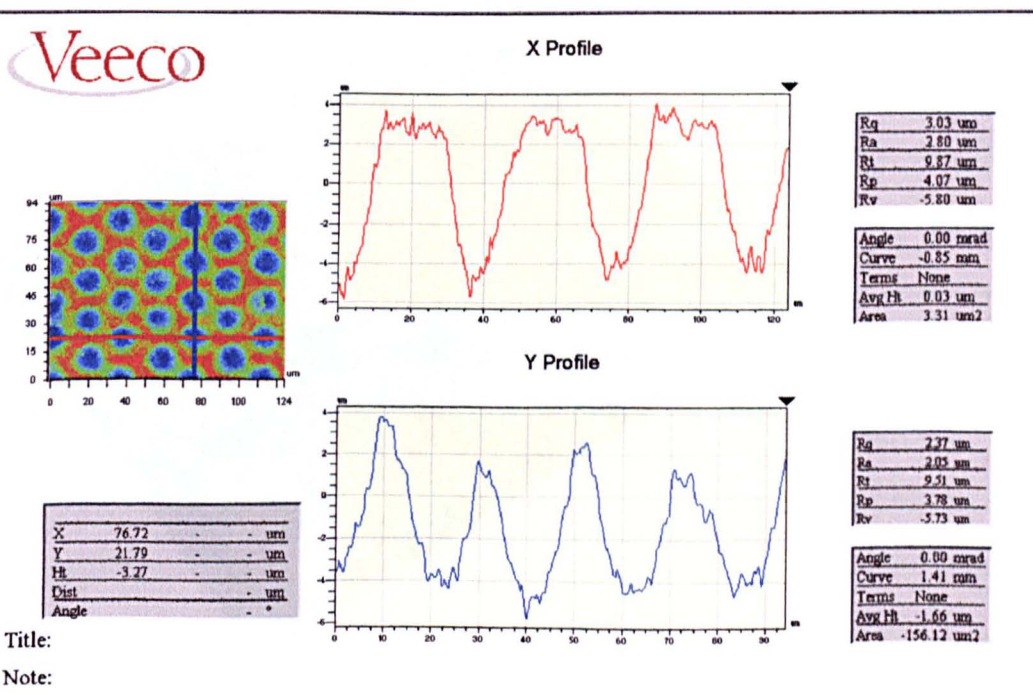 Veeco
X Profile
um
4
2
0
-2
-4
-6
0 20 40 60 80 100 120
um
Rq 3.03 um
Ra 2.80 um
Rt 9.87 um
Rp 4.07 um
Rv -5.80 um
Angle 0.00 mrad
Curve -0.85 mm
Terms None
Avg Ht 0.03 um
Area 3.31 um2
um
94
75
60
45
30
15
0
um
0 20 40 60 80 100 124
Y Profile
um
4
2
0
-2
-4
-6
0 10 20 30 40 50 60 70 80 90
um
Rq 2.37 um
Ra 2.05 um
Rt 9.51 um
Rp 3.78 um
Rv -5.73 um
Angle 0.00 mrad
Curve 1.41 mm
Terms None
Avg Ht -1.66 um
Area -156.12 um2
X 76.72 - - um
Y 21.79 - - um
Ht -3.27 - - um
Dist - um
Angle - °
Title:
Note: